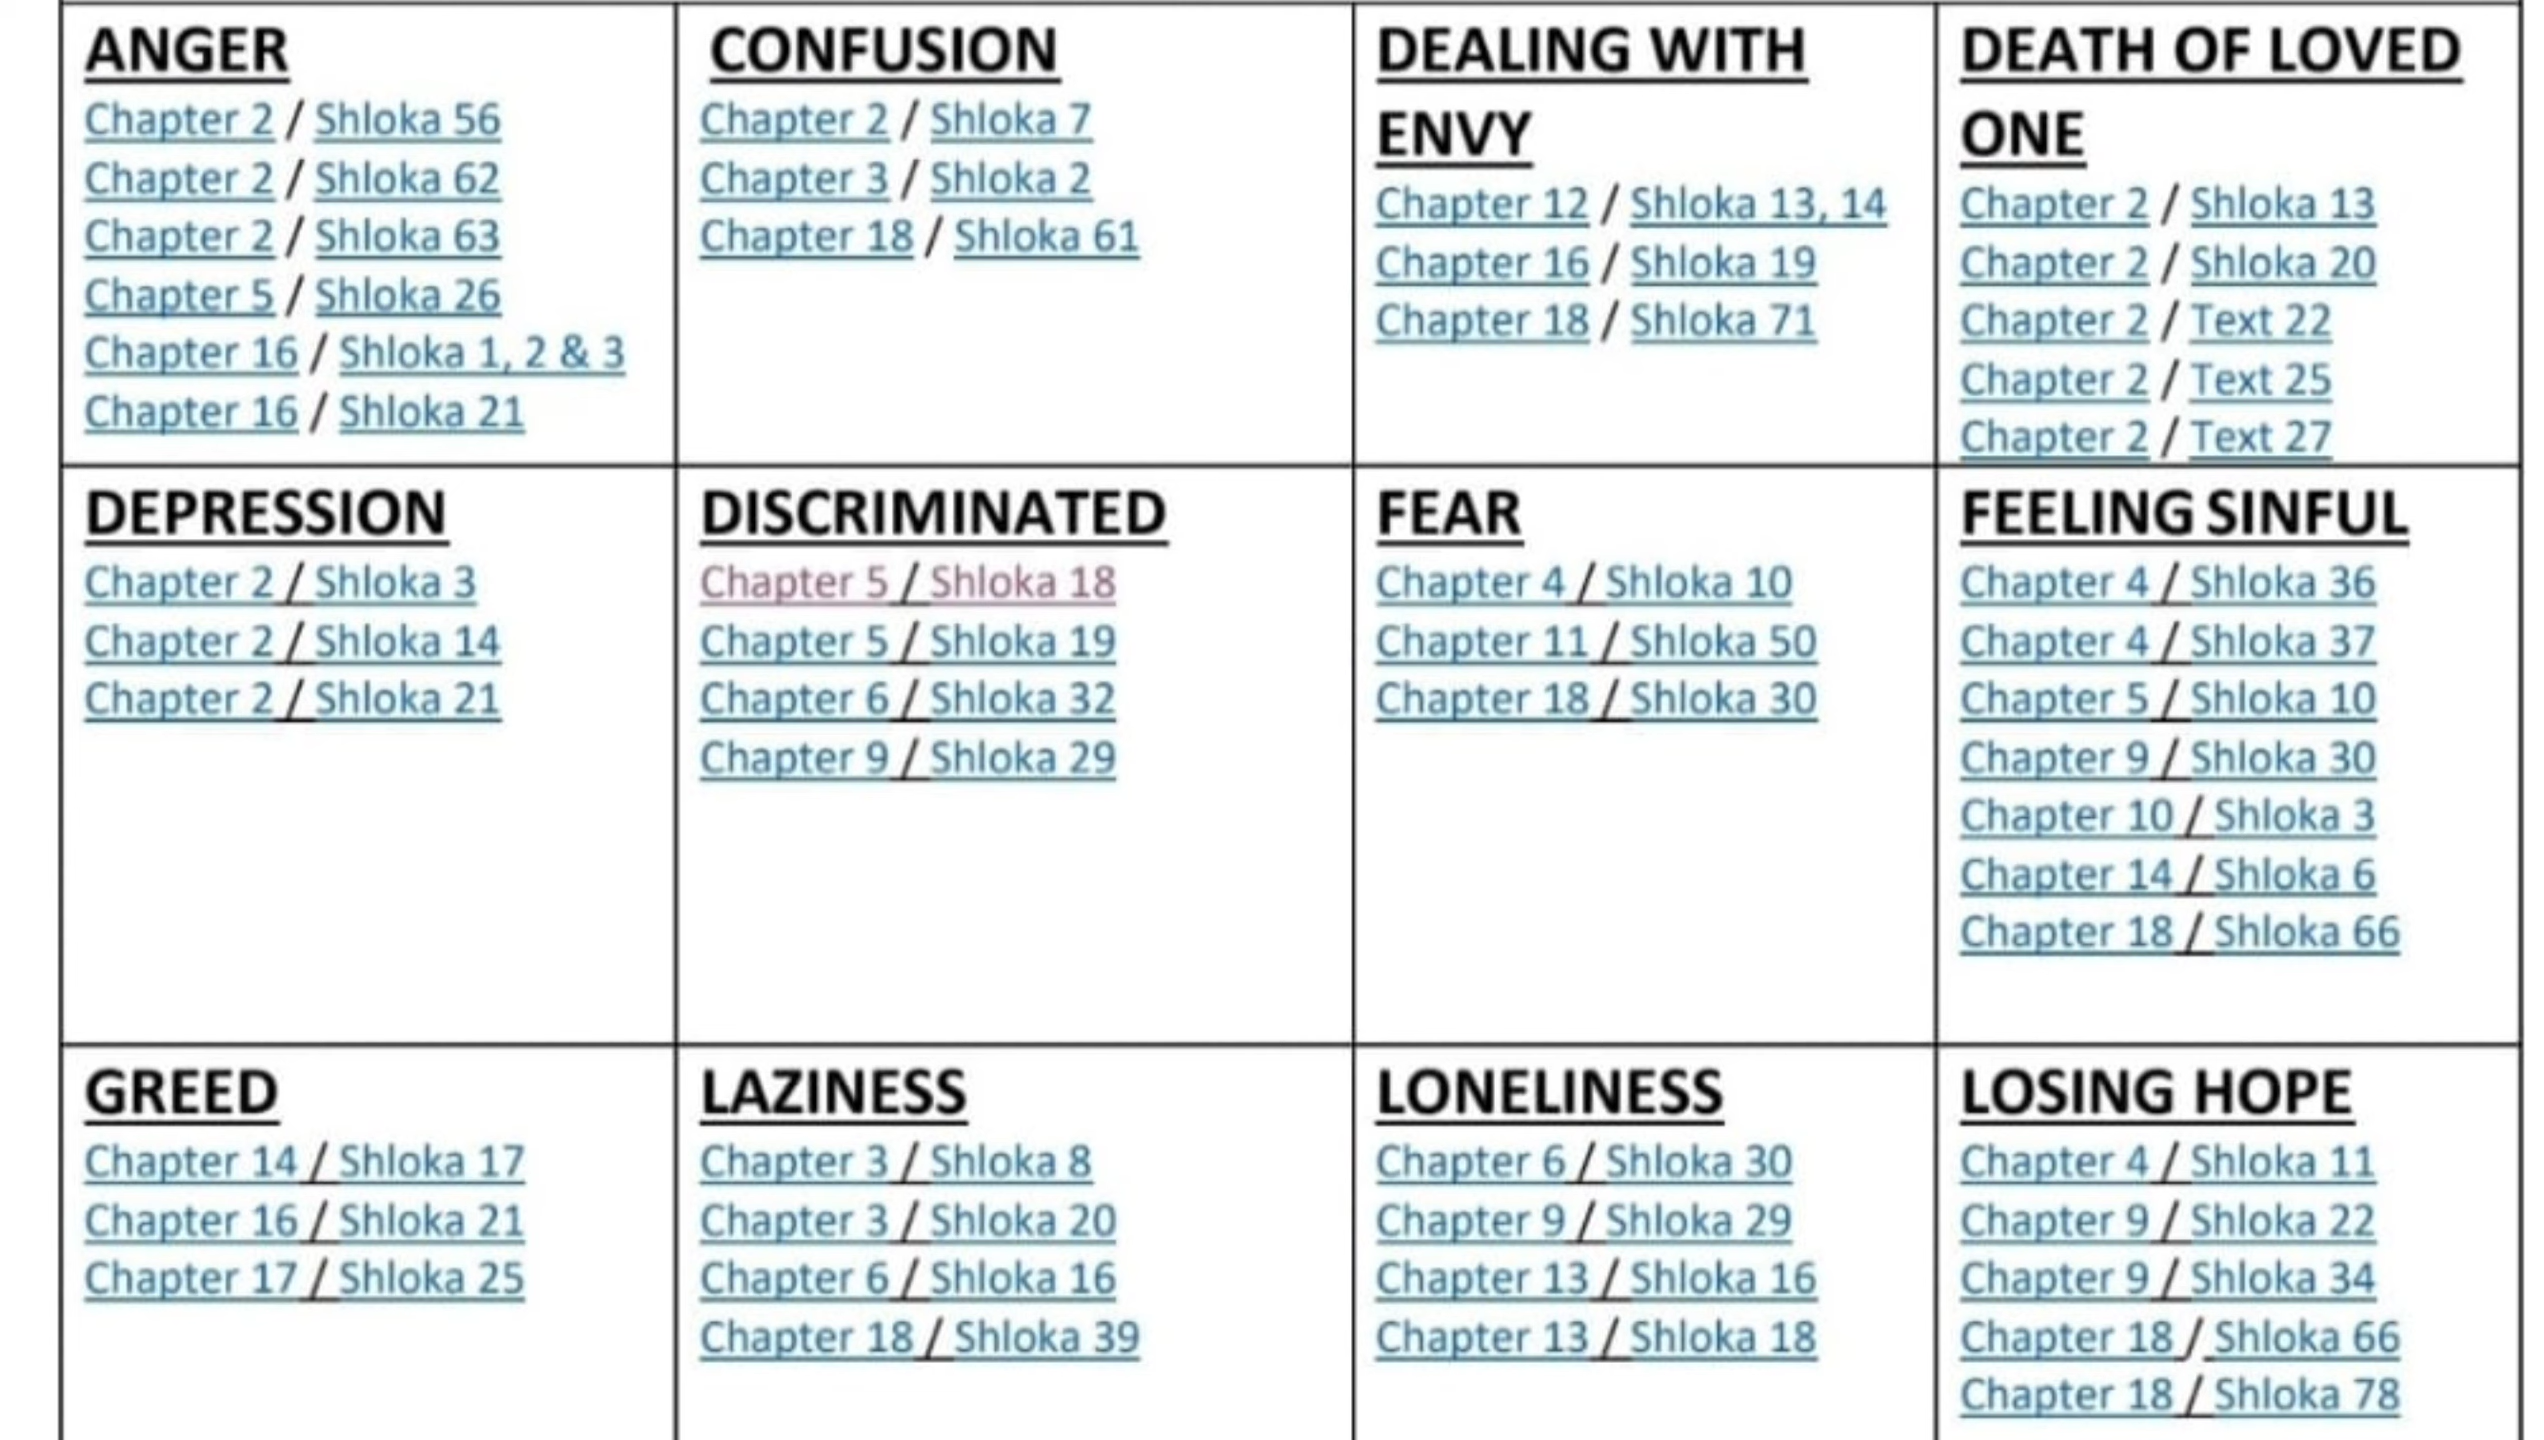 ANGER
Chapter 2 / Shloka 56
Chapter 2 / Shloka 62
Chapter 2 / Shloka 63
Chapter 5 / Shloka 26
Chapter 16 / Shloka 1, 2 & 3
Chapter 16 / Shloka 21
CONFUSION
Chapter 2 / Shloka 7
Chapter 3 / Shloka 2
Chapter 18 / Shloka 61
DEALING WITH
ENVY
Chapter 12 / Shloka 13, 14
Chapter 16 / Shloka 19
Chapter 18 / Shloka 71
DEATH OF LOVED
ONE
Chapter 2 / Shloka 13
Chapter 2 / Shloka 20
Chapter 2 / Text 22
Chapter 2 / Text 25
Chapter 2 / Text 27
DEPRESSION
Chapter 2 / Shloka 3
Chapter 2 / Shloka 14
Chapter 2 / Shloka 21
DISCRIMINATED
Chapter 5 / Shloka 18
Chapter 5 / Shloka 19
Chapter 6 / Shloka 32
Chapter 9 / Shloka 29
FEAR
Chapter 4 / Shloka 10
Chapter 11 / Shloka 50
Chapter 18 / Shloka 30
FEELING SINFUL
Chapter 4 / Shloka 36
Chapter 4 / Shloka 37
Chapter 5 / Shloka 10
Chapter 9 / Shloka 30
Chapter 10 / Shloka 3
Chapter 14 / Shloka 6
Chapter 18 / Shloka 66
GREED
Chapter 14 / Shloka 17
Chapter 16 / Shloka 21
Chapter 17 / Shloka 25
LAZINESS
Chapter 3 / Shloka 8
Chapter 3 / Shloka 20
Chapter 6 / Shloka 16
Chapter 18 / Shloka 39
LONELINESS
Chapter 6 / Shloka 30
Chapter 9 / Shloka 29
Chapter 13 / Shloka 16
Chapter 13 / Shloka 18
LOSING HOPE
Chapter 4 / Shloka 11
Chapter 9 / Shloka 22
Chapter 9 / Shloka 34
Chapter 18 / Shloka 66
Chapter 18 / Shloka 78